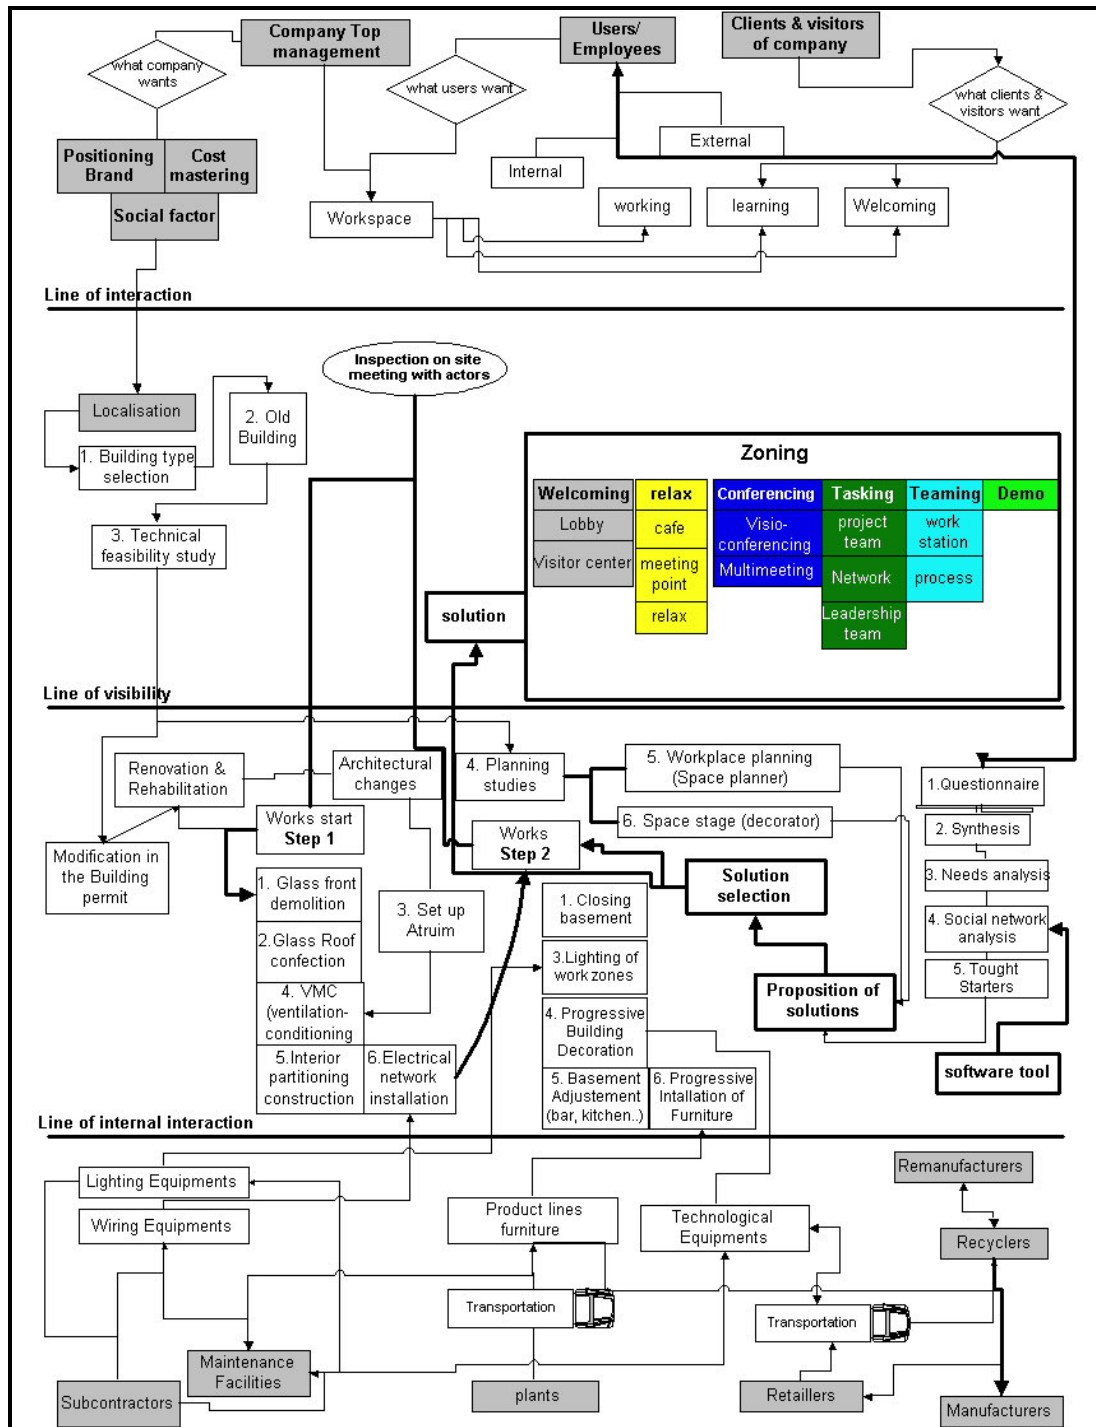 Company Top
management
Users/
Employees
Clients & visitors
of company
what company
wants
what users want
what clients &
visitors want
Positioning
Brand
Cost
mastering
Social factor
Internal
External
Workspace
working
learning
Welcoming
Line of interaction
Inspection on site
meeting with actors
Localisation
1. Building type
selection
2. Old
Building
3. Technical
feasibility study
Zoning
Welcoming
relax
Conferencing
Tasking
Teaming
Demo
Lobby
Visitor center
cafe
meeting
point
relax
Visio-
conferencing
Multimeeting
project
team
Network
Leadership
team
work
station
process
solution
Line of visibility
Renovation &
Rehabilitation
Architectural
changes
4. Planning
studies
5. Workplace planning
(Space planner)
6. Space stage (decorator)
1.Questionnaire
2. Synthesis
3. Needs analysis
4. Social network
analysis
5. Tought
Starters
Works start
Step 1
Works
Step 2
Modification in
the Building
permit
1. Glass front
demolition
2.Glass Roof
confection
3. Set up
Atruim
4. VMC
(ventilation-
conditioning
5.Interior
partitioning
construction
6.Electrical
network
installation
1. Closing
basement
3.Lighting of
work zones
4. Progressive
Building
Decoration
5. Basement
Adjustement
(bar, kitchen..)
6. Progressive
Intallation of
Furniture
Solution
selection
Proposition of
solutions
software tool
Line of internal interaction
Lighting Equipments
Wiring Equipments
Product lines
furniture
Technological
Equipments
Remanufacturers
Recyclers
Transportation
Transportation
Maintenance
Facilities
Subcontractors
plants
Retaillers
Manufacturers